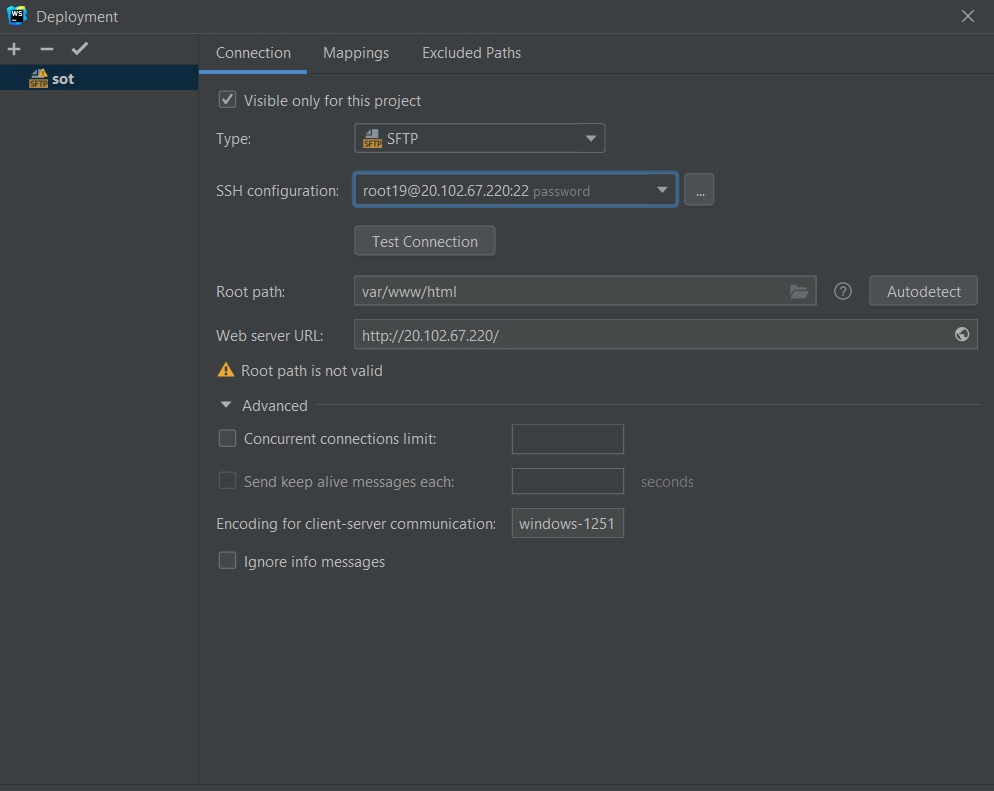 WS
Deployment
Connection Mappings Excluded Paths
SFTP sot
Visible only for this project
Type: SFTP SFTP
SSH configuration: root19@20.102.67.220:22 password ...
Test Connection
Root path: var/www/html ? Autodetect
Web server URL: http://20.102.67.220/
Root path is not valid
Advanced
Concurrent connections limit:
Send keep alive messages each: seconds
Encoding for client-server communication: windows-1251
Ignore info messages